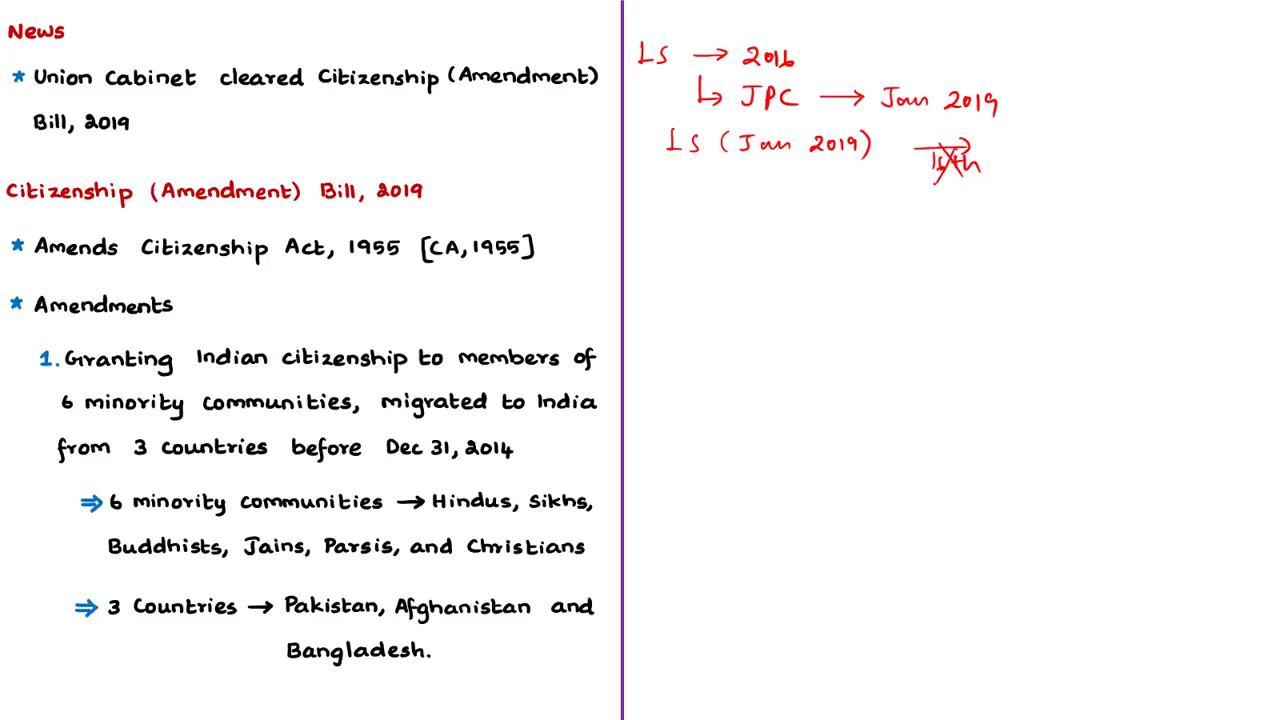 News
* Union Cabinet cleared Citizenship (Amendment)
Bill, 2019
Citizenship (Amendment) Bill, 2019
* Amends Citizenship Act, 1955 [CA, 1955]
* Amendments
1. Granting Indian citizenship to members of
6 minority communities, migrated to India
from 3 countries before Dec 31, 2014
⇒ 6 minority communities → Hindus, Sikhs,
Buddhists, Jains, Parsis, and Christians
⇒ 3 Countries → Pakistan, Afghanistan and
Bangladesh.
LS → 2016
↳ JPC → Jan 2019
LS (Jan 2019) →